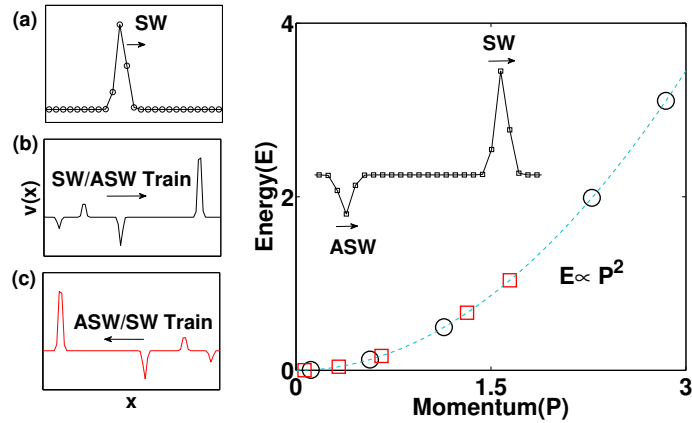 (a)
SW
(b)
SW/ASW Train
v(x)
(c)
ASW/SW Train
x
4
2
0
Energy(E)
SW
ASW
E∝ P²
0
1.5
3
Momentum(P)